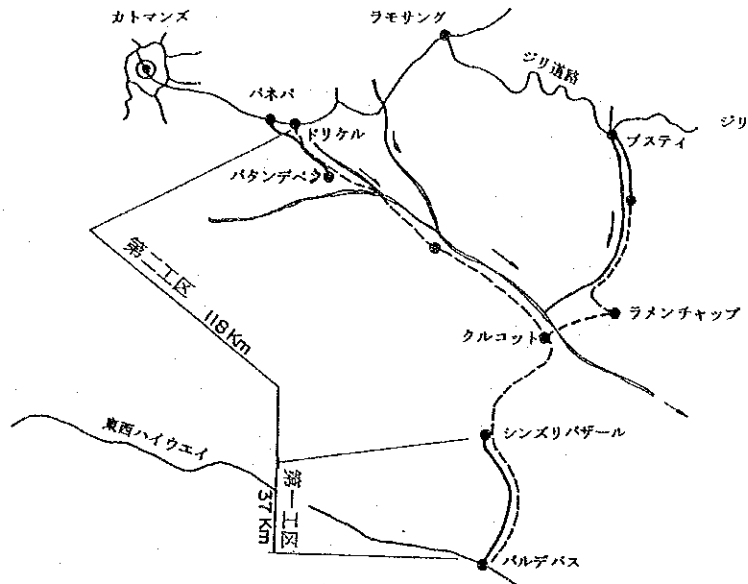 カトマンズ
ラモサング
ジリ道路
バネパ
ジリ
ドリケル
ブスティ
パタンデベシ
第二工区
118Km
ラメンチャップ
クルコット
東西ハイウエイ
シンズリバザール
第一工区
37Km
バルデバス